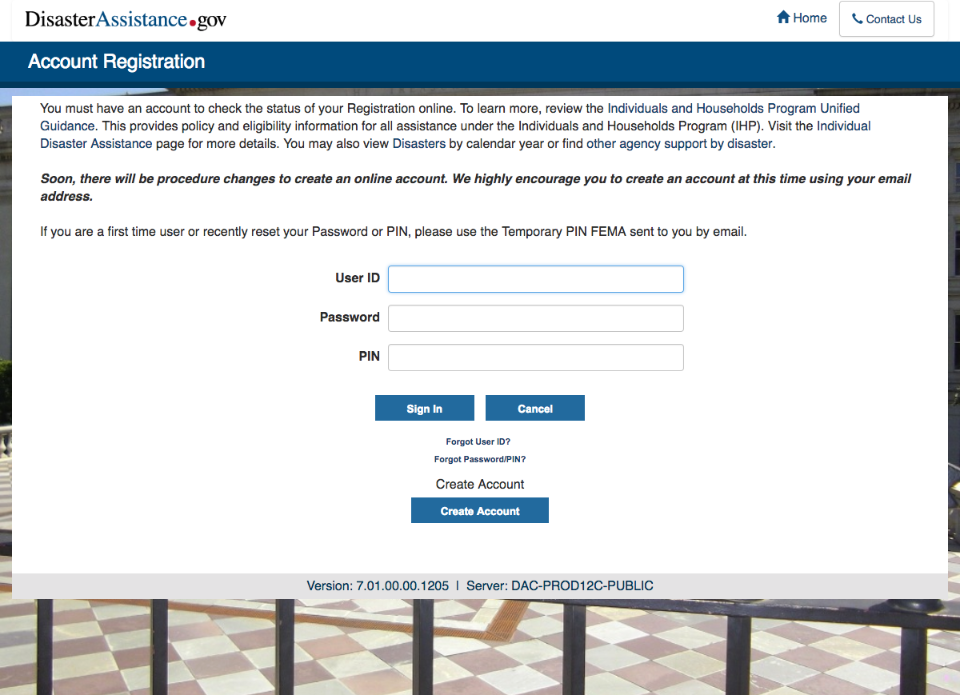 DisasterAssistance.gov
Home
Contact Us
Account Registration
You must have an account to check the status of your Registration online. To learn more, review the Individuals and Households Program Unified
Guidance. This provides policy and eligibility information for all assistance under the Individuals and Households Program (IHP). Visit the Individual
Disaster Assistance page for more details. You may also view Disasters by calendar year or find other agency support by disaster.
Soon, there will be procedure changes to create an online account. We highly encourage you to create an account at this time using your email
address.
If you are a first time user or recently reset your Password or PIN, please use the Temporary PIN FEMA sent to you by email.
User ID
Password
PIN
Sign In
Cancel
Forgot User ID?
Forgot Password/PIN?
Create Account
Create Account
Version: 7.01.00.00.1205 | Server: DAC-PROD12C-PUBLIC